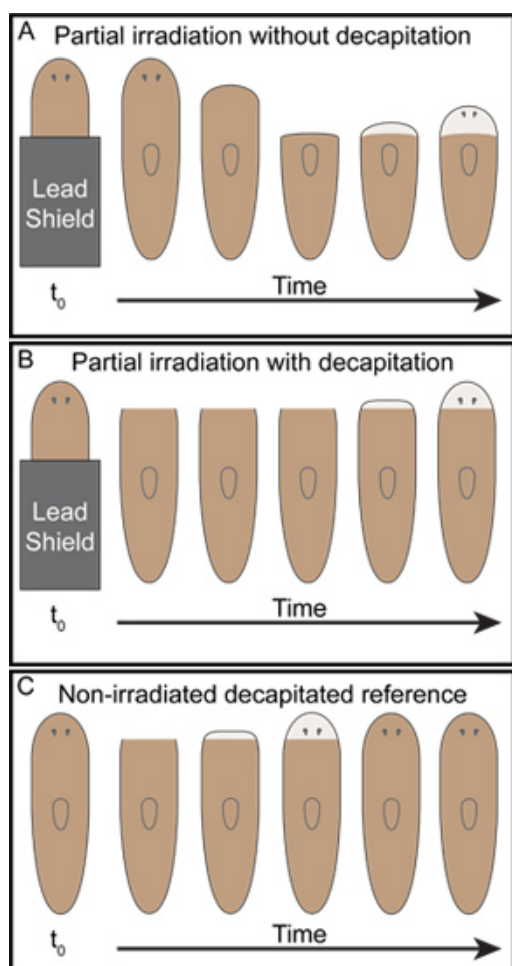 A Partial irradiation without decapitation
Lead
Shield
t₀
Time
B Partial irradiation with decapitation
Lead
Shield
t₀
Time
C Non-irradiated decapitated reference
t₀
Time